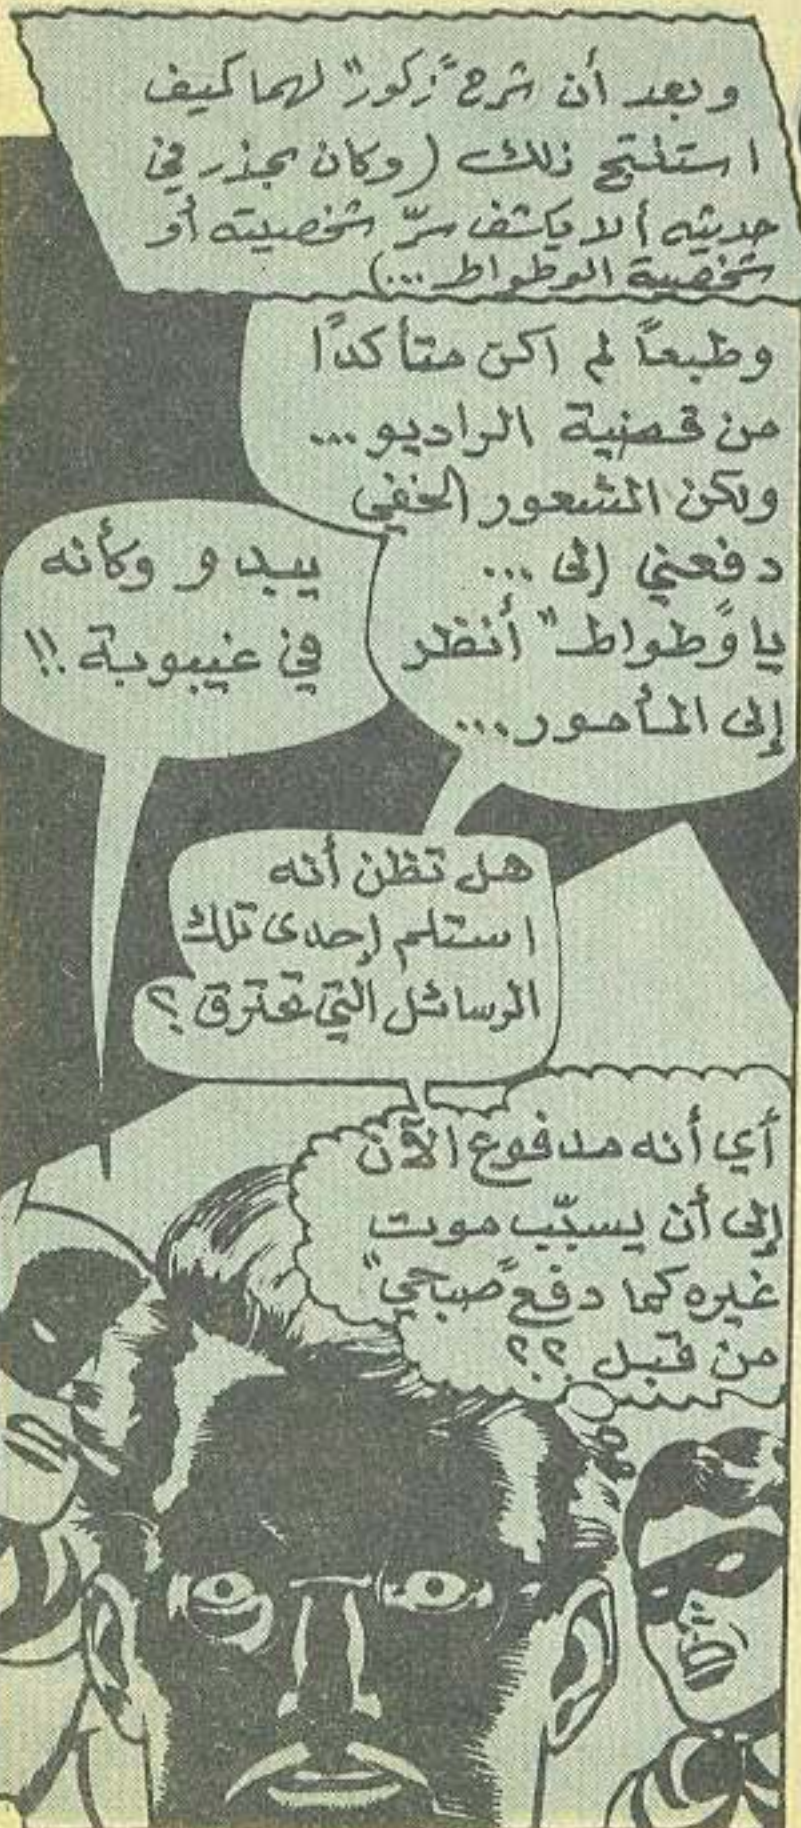 وبعد أن شرح "زكور" لهما كيف
استنتج ذلك (وكان يحذر في
حديثه ألا يكشف سرّ شخصيته أو
شخصية الوطواط...)
وطبعاً لم أكن متأكداً
من قضية الراديو...
ولكن الشعور الخفي
دفعني إلى ...
يا "وطواط" أنظر
إلى المأمور...
يبدو وكأنه
في غيبوبة !!
هل تظن أنه
استلم إحدى تلك
الرسائل التي تحترق ؟
أي أنه مدفوع الآن
إلى أن يسبّب موت
غيره كما دفع "صبحي"
من قبل ؟؟